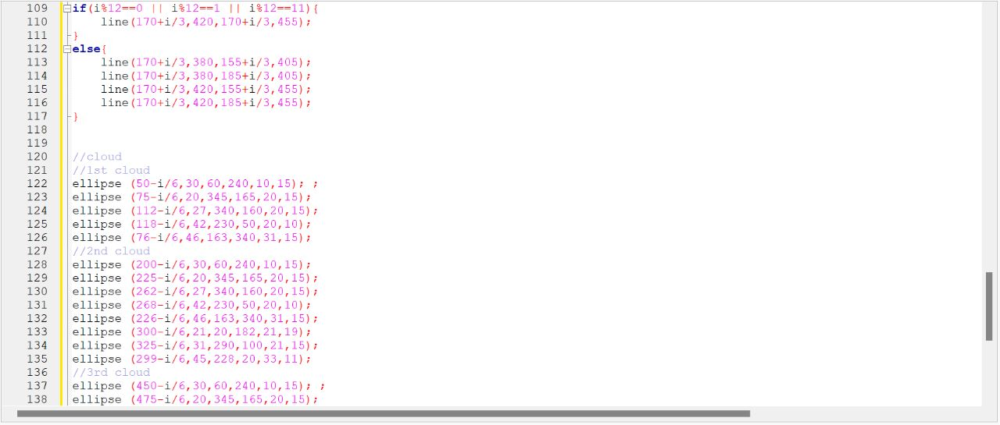 109 if(i%12==0 || i%12==1 || i%12==11){
110     line(170+i/3,420,170+i/3,455);
111 }
112 else{
113     line(170+i/3,380,155+i/3,405);
114     line(170+i/3,380,185+i/3,405);
115     line(170+i/3,420,155+i/3,455);
116     line(170+i/3,420,185+i/3,455);
117 }
118
119
120 //cloud
121 //1st cloud
122 ellipse (50-i/6,30,60,240,10,15); ;
123 ellipse (75-i/6,20,345,165,20,15);
124 ellipse (112-i/6,27,340,160,20,15);
125 ellipse (118-i/6,42,230,50,20,10);
126 ellipse (76-i/6,46,163,340,31,15);
127 //2nd cloud
128 ellipse (200-i/6,30,60,240,10,15);
129 ellipse (225-i/6,20,345,165,20,15);
130 ellipse (262-i/6,27,340,160,20,15);
131 ellipse (268-i/6,42,230,50,20,10);
132 ellipse (226-i/6,46,163,340,31,15);
133 ellipse (300-i/6,21,20,182,21,19);
134 ellipse (325-i/6,31,290,100,21,15);
135 ellipse (299-i/6,45,228,20,33,11);
136 //3rd cloud
137 ellipse (450-i/6,30,60,240,10,15); ;
138 ellipse (475-i/6,20,345,165,20,15);